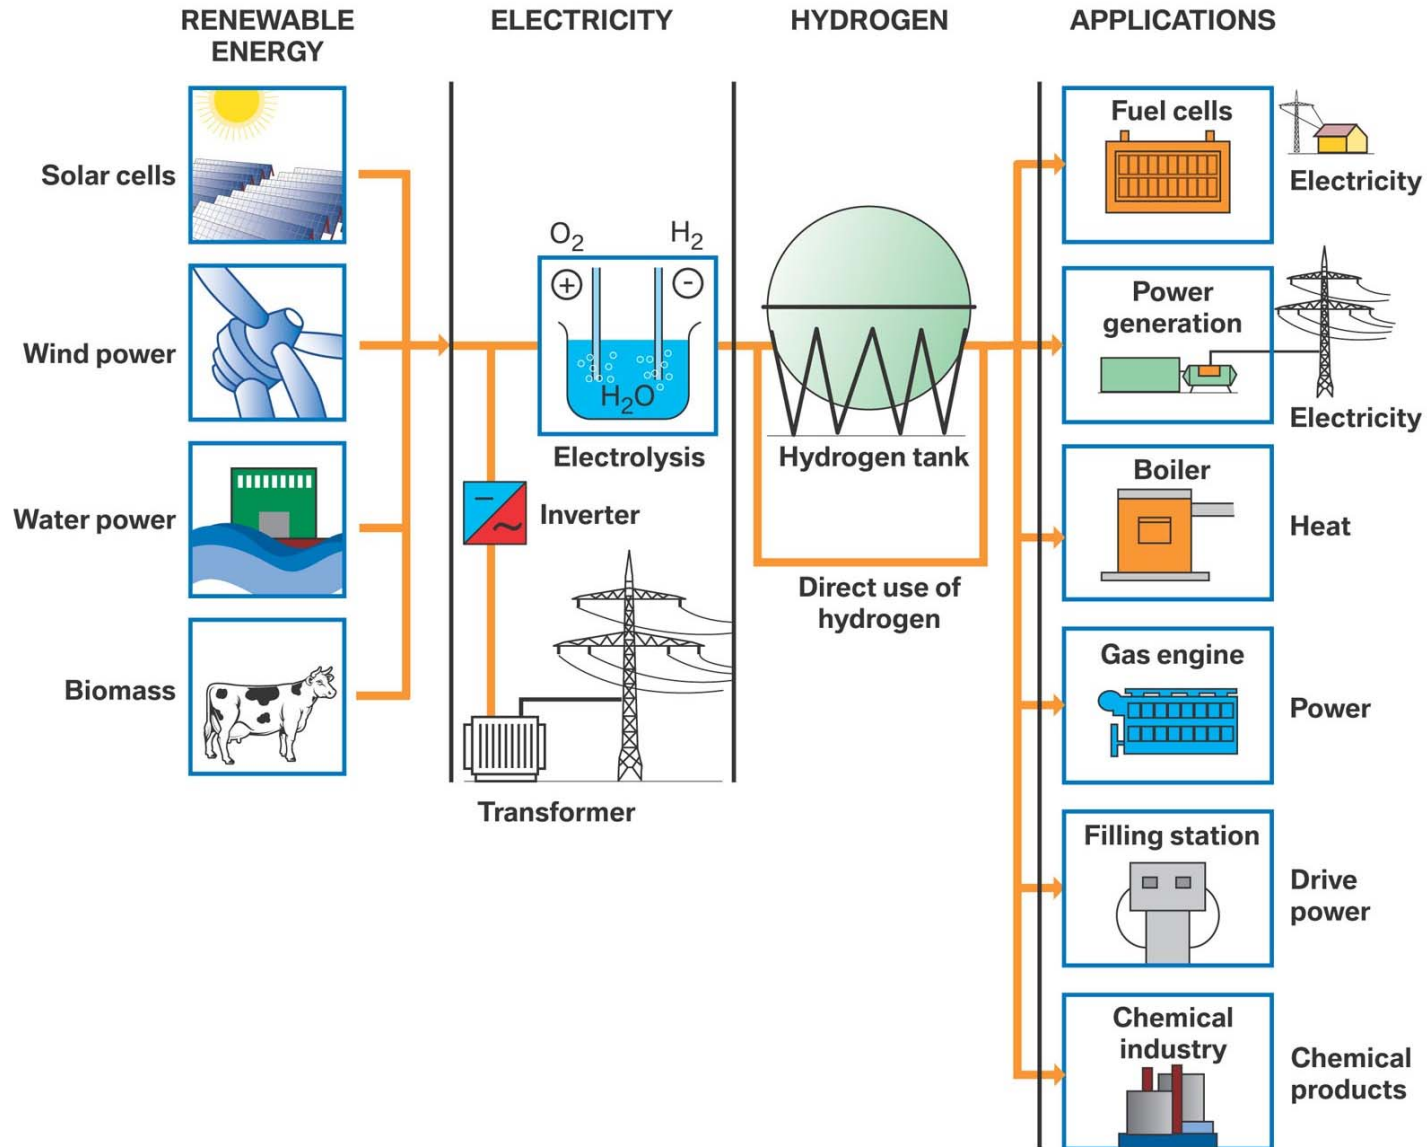 RENEWABLE
ENERGY
ELECTRICITY
HYDROGEN
APPLICATIONS
Solar cells
Wind power
Water power
Biomass
O2
H2
+
-
H2O
Electrolysis
Inverter
Transformer
Hydrogen tank
Direct use of
hydrogen
Fuel cells
Electricity
Power
generation
Electricity
Boiler
Heat
Gas engine
Power
Filling station
Drive
power
Chemical
industry
Chemical
products